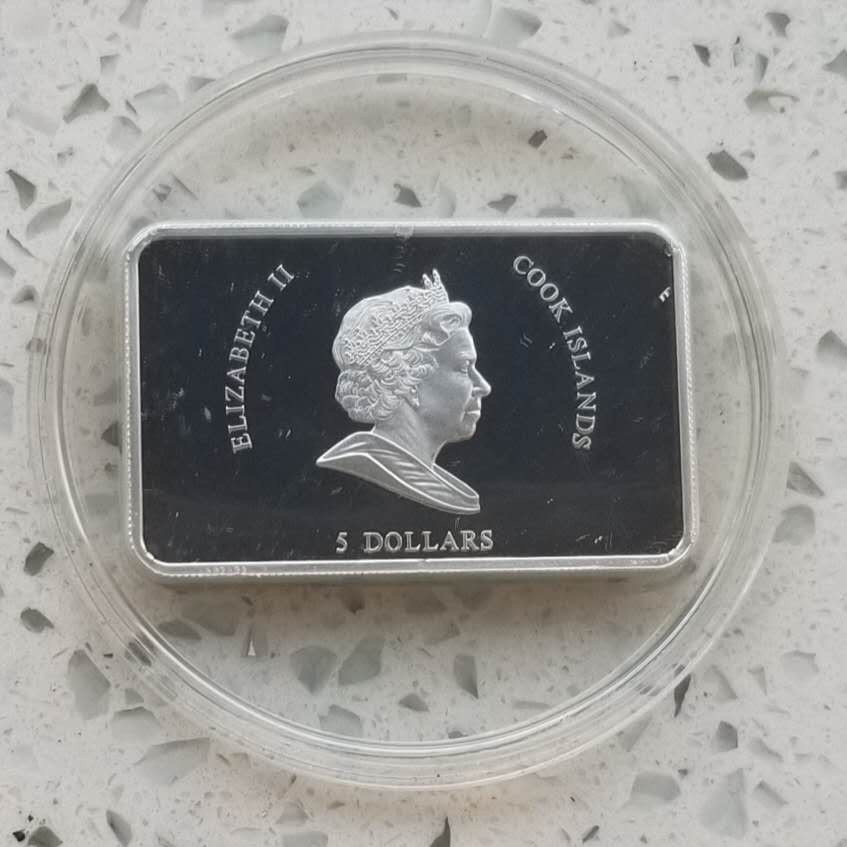 ELIZABETH II
COOK ISLANDS
5 DOLLARS